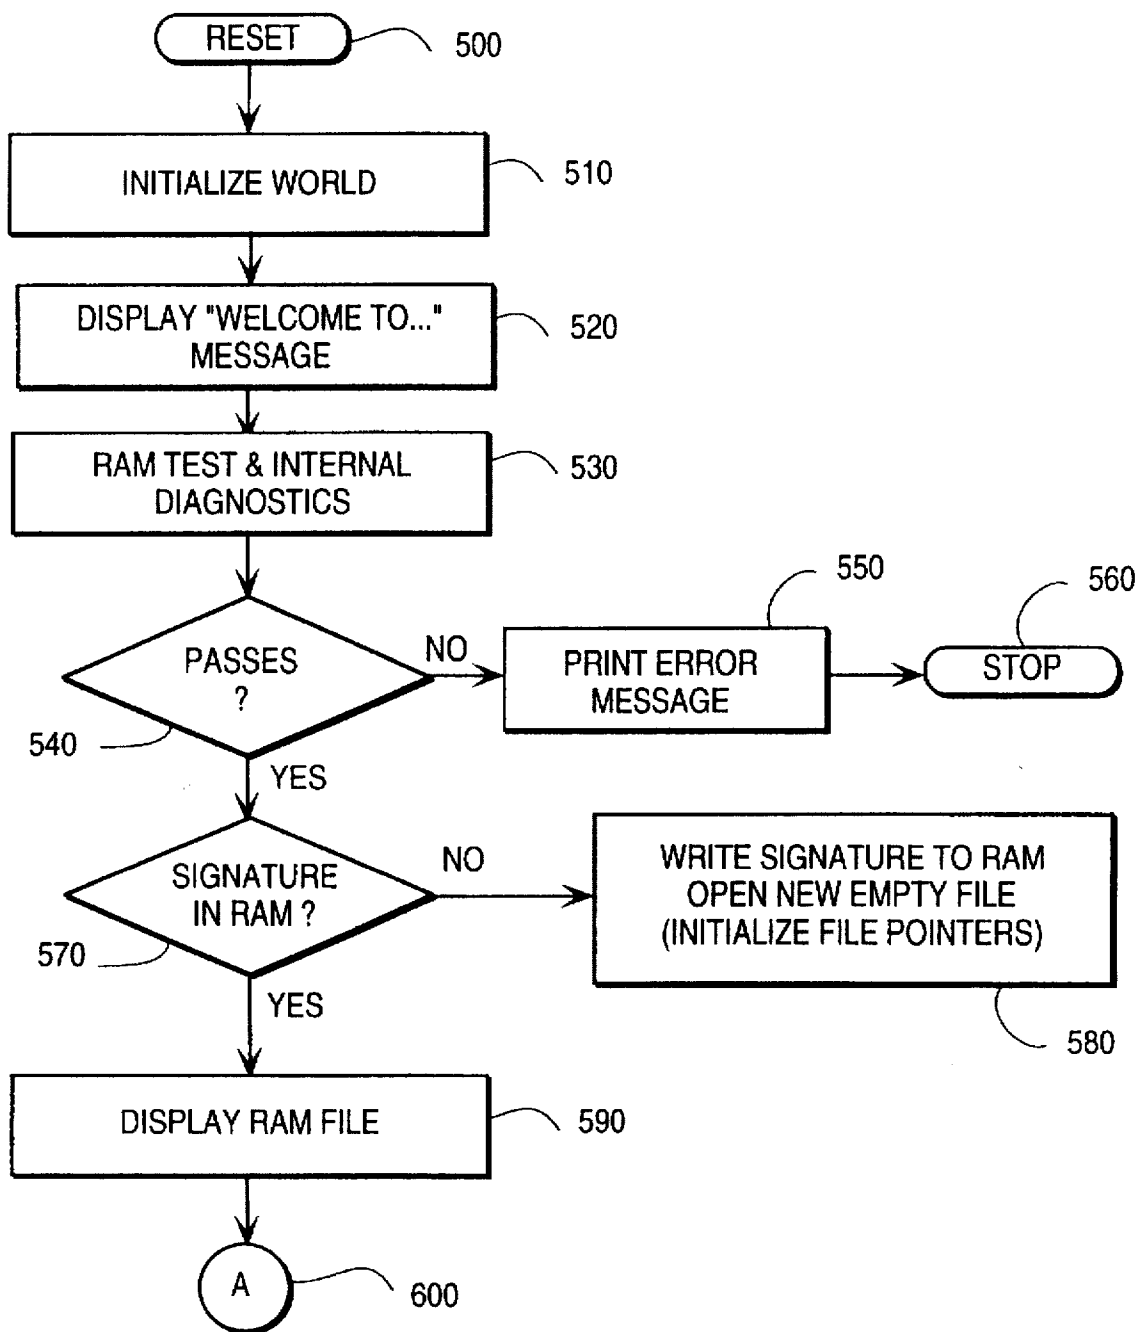 RESET
500
INITIALIZE WORLD
510
DISPLAY "WELCOME TO..."
MESSAGE
520
RAM TEST & INTERNAL
DIAGNOSTICS
530
PASSES
?
540
NO
PRINT ERROR
MESSAGE
550
STOP
560
YES
SIGNATURE
IN RAM ?
570
NO
WRITE SIGNATURE TO RAM
OPEN NEW EMPTY FILE
(INITIALIZE FILE POINTERS)
580
YES
DISPLAY RAM FILE
590
A
600